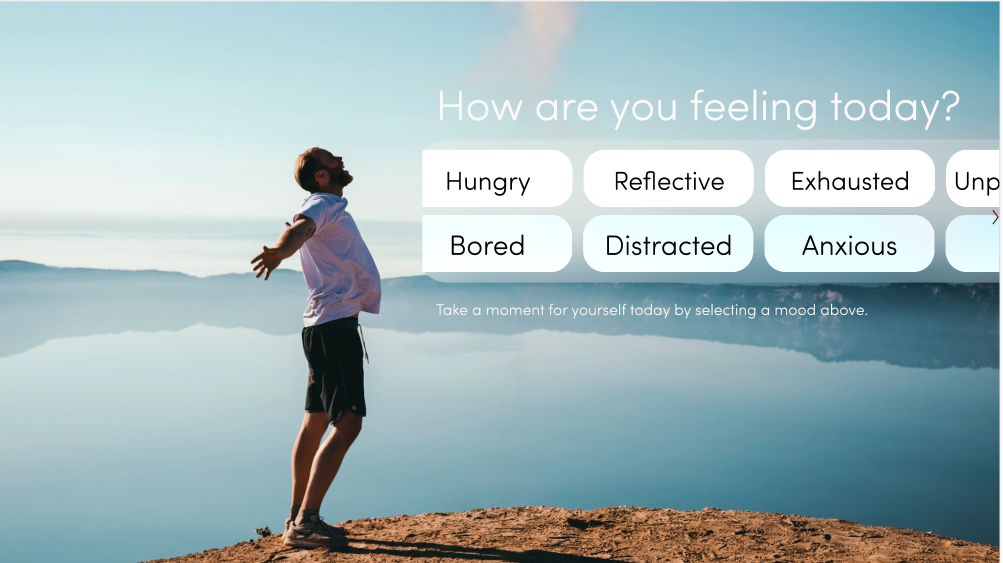 How are you feeling today?
Hungry Reflective Exhausted Unp
Bored Distracted Anxious
Take a moment for yourself today by selecting a mood above.